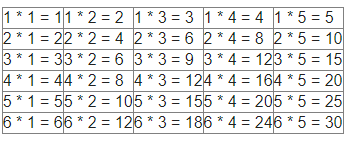 1 * 1 = 1 1 * 2 = 2 1 * 3 = 3 1 * 4 = 4 1 * 5 = 5
2 * 1 = 2 2 * 2 = 4 2 * 3 = 6 2 * 4 = 8 2 * 5 = 10
3 * 1 = 3 3 * 2 = 6 3 * 3 = 9 3 * 4 = 12 3 * 5 = 15
4 * 1 = 4 4 * 2 = 8 4 * 3 = 12 4 * 4 = 16 4 * 5 = 20
5 * 1 = 5 5 * 2 = 10 5 * 3 = 15 5 * 4 = 20 5 * 5 = 25
6 * 1 = 6 6 * 2 = 12 6 * 3 = 18 6 * 4 = 24 6 * 5 = 30